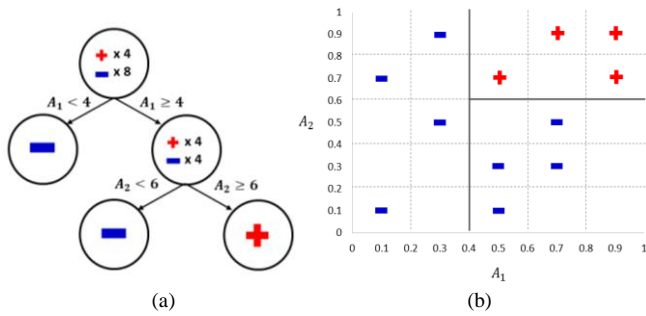 x 4
x 8
A₁ < 4
A₁ ≥ 4
x 4
x 4
A₂ < 6
A₂ ≥ 6
(a)
1
0.9
0.8
0.7
0.6
A₂
0.5
0.4
0.3
0.2
0.1
0
0 0.1 0.2 0.3 0.4 0.5 0.6 0.7 0.8 0.9 1
A₁
(b)